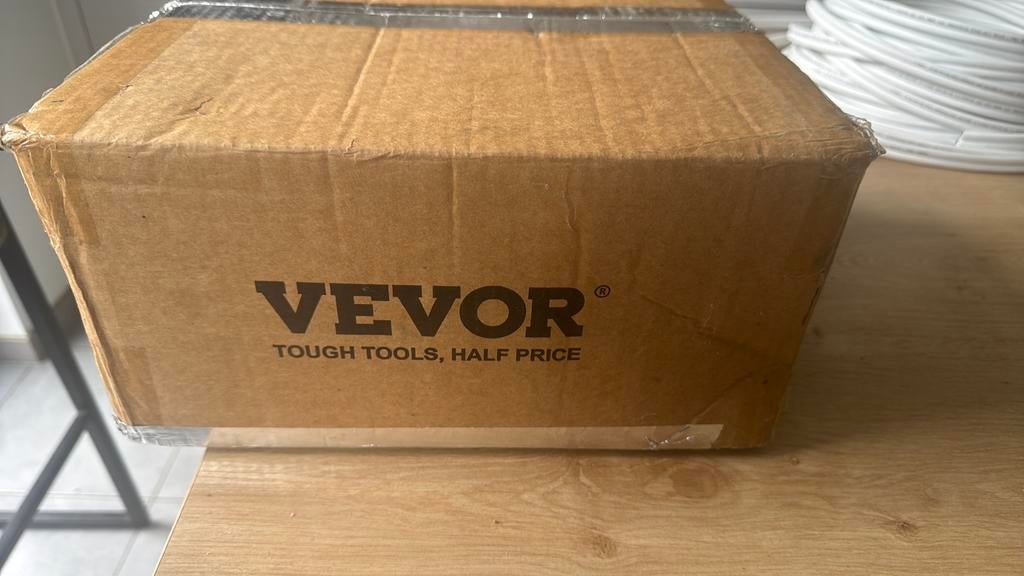 VEVOR®
TOUGH TOOLS, HALF PRICE